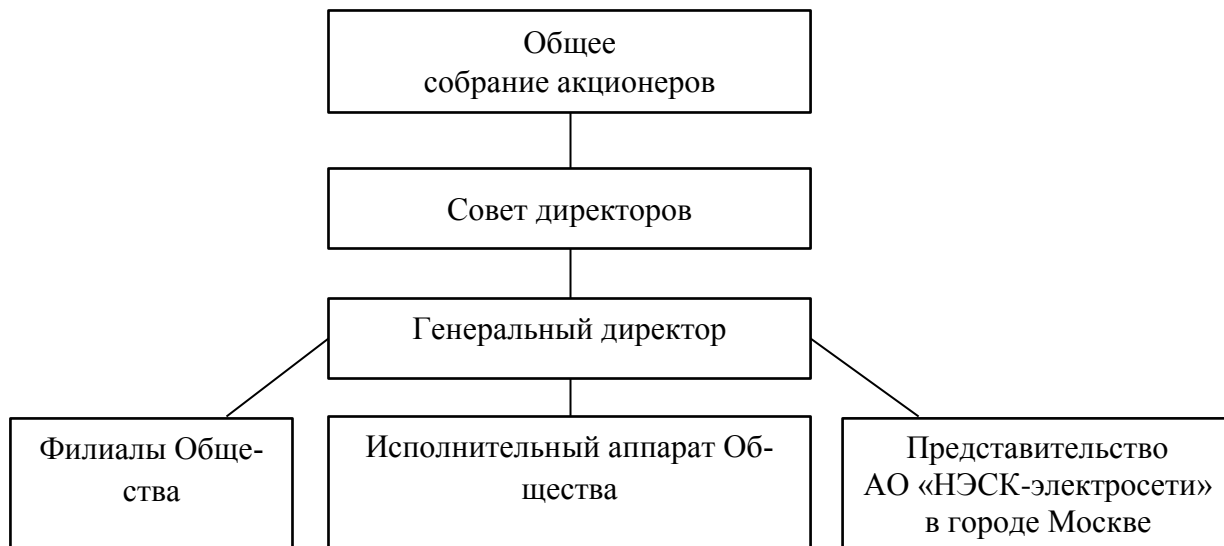 Общее
собрание акционеров
Совет директоров
Генеральный директор
Филиалы Обще-
ства
Исполнительный аппарат Об-
щества
Представительство
АО «НЭСК-электросети»
в городе Москве